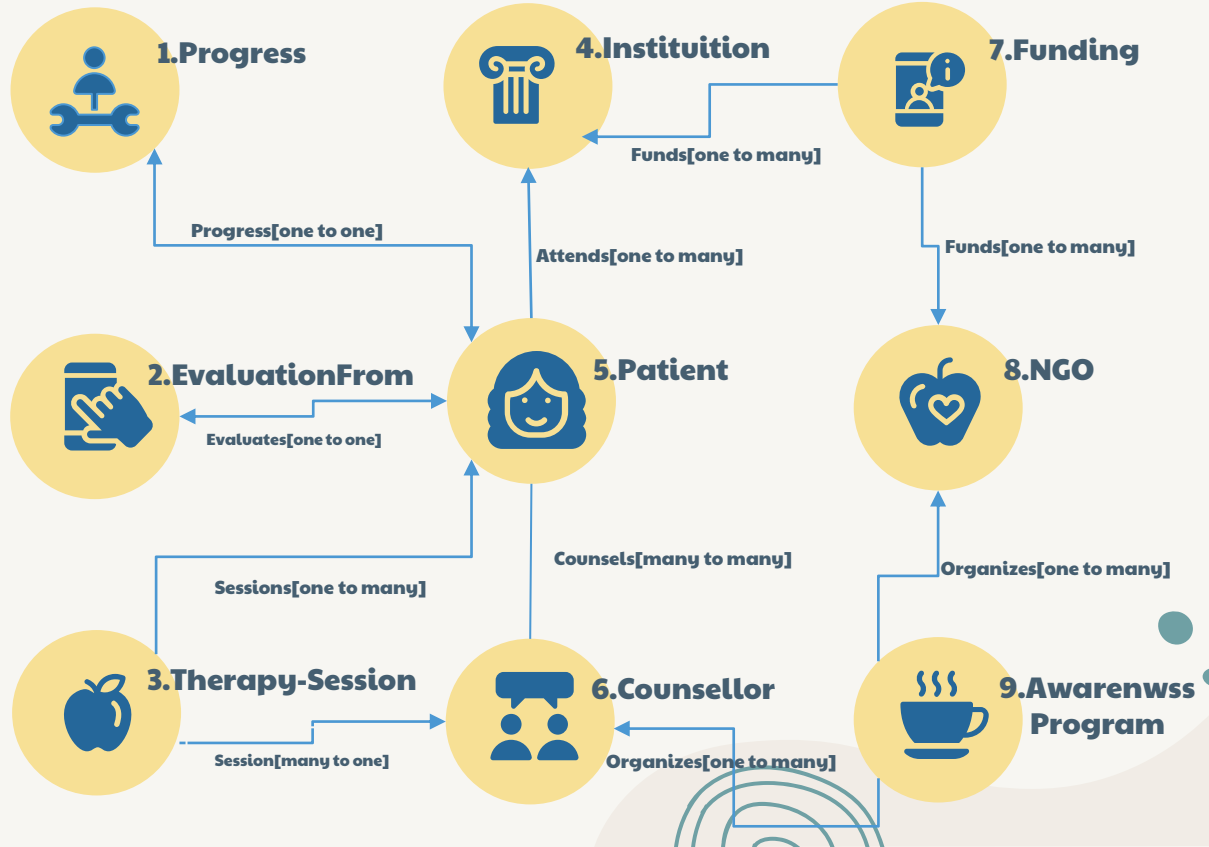 1.Progress
4.Instituition
7.Funding
Funds[one to many]
Progress[one to one]
Attends[one to many]
Funds[one to many]
2.EvaluationFrom
5.Patient
8.NGO
Evaluates[one to one]
Counsels[many to many]
Organizes[one to many]
Sessions[one to many]
3.Therapy-Session
6.Counsellor
9.Awarenwss
Program
Session[many to one]
Organizes[one to many]